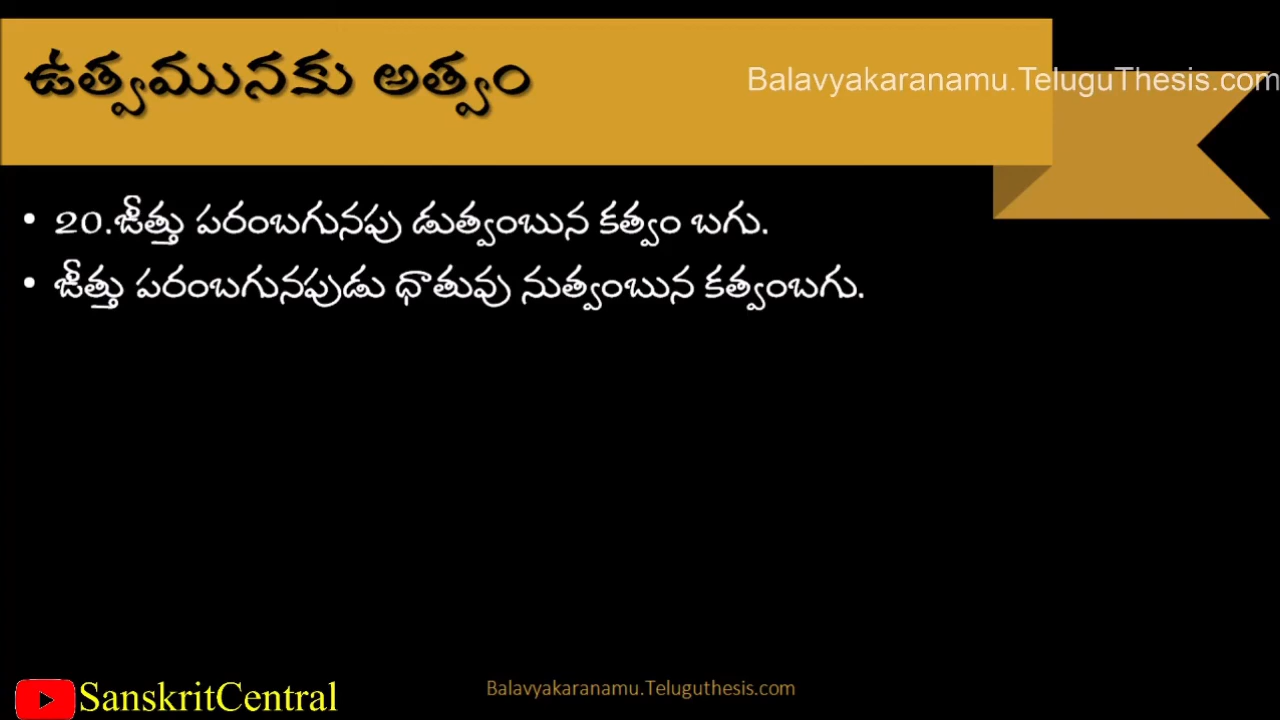 ఉత్వమునకు అత్వం
Balavyakaranamu.TeluguThesis.com
• 20.జీత్తు పరంబగునపు డుత్వంబున కత్వం బగు.
• జీత్తు పరంబగునపుడు ధాతువు నుత్వంబున కత్వంబగు.
SanskritCentral
Balavyakaranamu.Teluguthesis.com